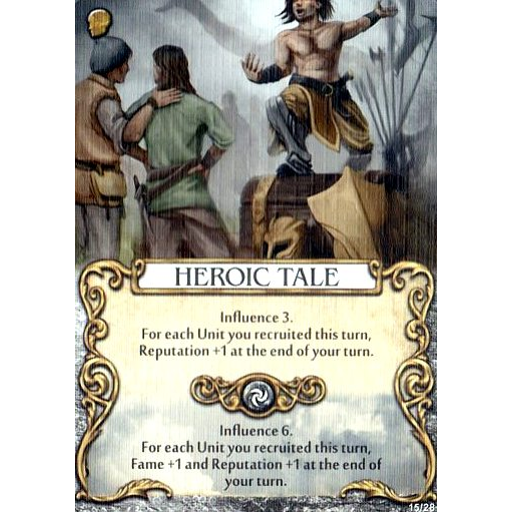 HEROIC TALE
Influence 3.
For each Unit you recruited this turn,
Reputation +1 at the end of your turn.
Influence 6.
For each Unit you recruited this turn,
Fame +1 and Reputation +1 at the end of
your turn.
15/28